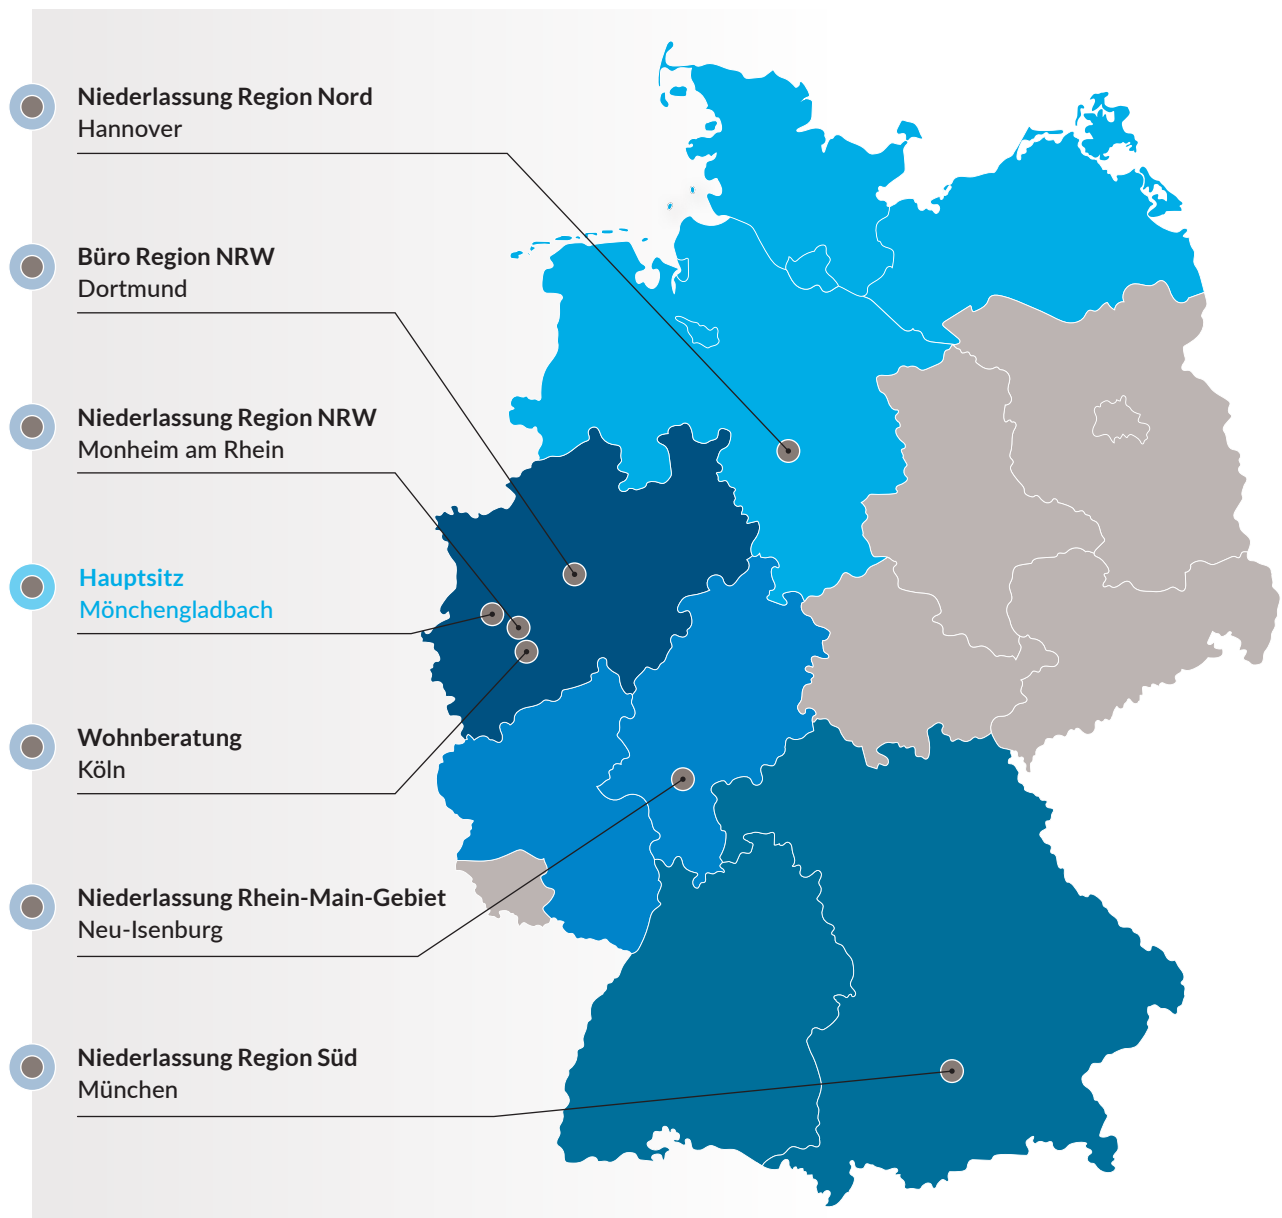 Niederlassung Region Nord
Hannover
Büro Region NRW
Dortmund
Niederlassung Region NRW
Monheim am Rhein
Hauptsitz
Mönchengladbach
Wohnberatung
Köln
Niederlassung Rhein-Main-Gebiet
Neu-Isenburg
Niederlassung Region Süd
München